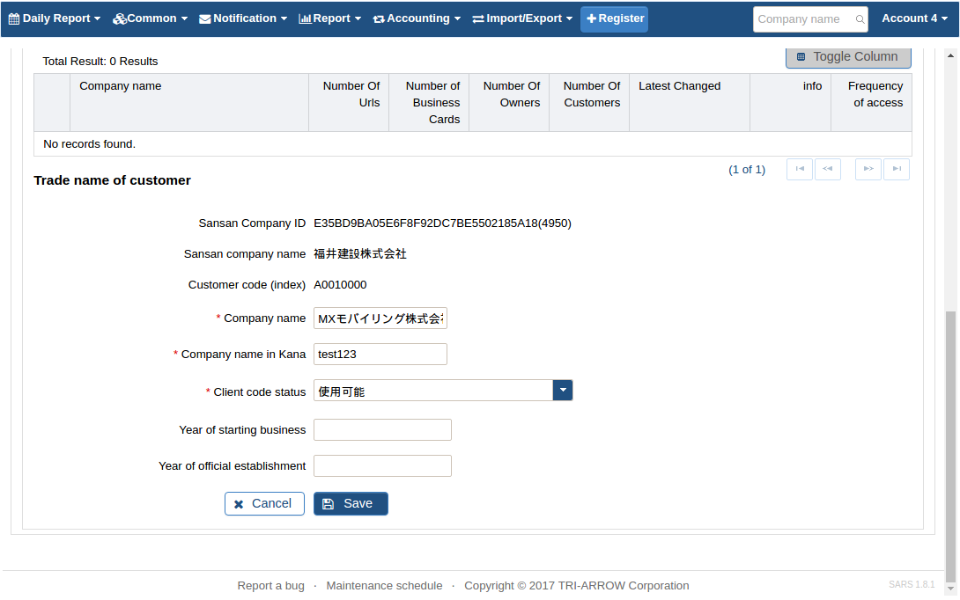 Daily Report Common Notification Report Accounting Import/Export Register Company name Account 4
Total Result: 0 Results Toggle Column
Company name Number Of Urls Number of Business Cards Number Of Owners Number Of Customers Latest Changed info Frequency of access
No records found.
(1 of 1)
Trade name of customer
Sansan Company ID E35BD9BA05E6F8F92DC7BE5502185A18(4950)
Sansan company name 福井建設株式会社
Customer code (index) A0010000
* Company name MXモバイリング株式会
* Company name in Kana test123
* Client code status 使用可能
Year of starting business
Year of official establishment
Cancel Save
Report a bug · Maintenance schedule · Copyright © 2017 TRI-ARROW Corporation SARS 1.8.1